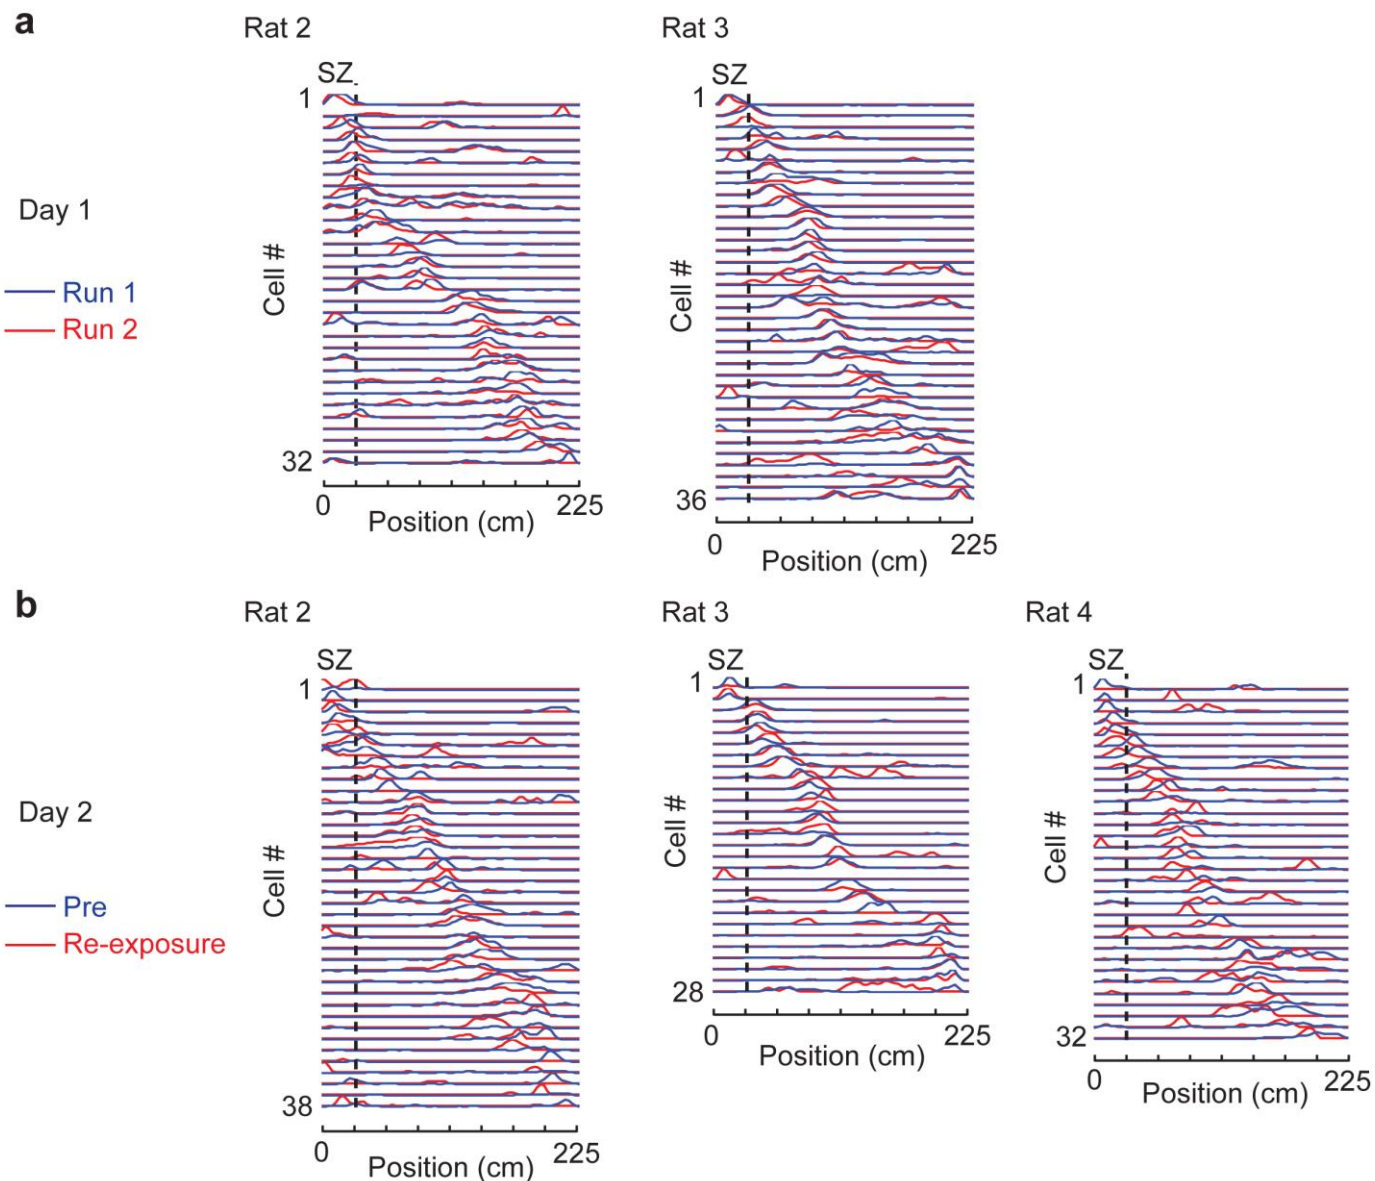 a
Rat 2
Rat 3
SZ
SZ
1
1
Day 1
Run 1
Run 2
Cell #
Cell #
32
36
0
225
Position (cm)
0
225
Position (cm)
b
Rat 2
Rat 3
Rat 4
SZ
SZ
SZ
1
1
1
Day 2
Pre
Re-exposure
Cell #
Cell #
Cell #
38
28
32
0
225
Position (cm)
0
225
Position (cm)
0
225
Position (cm)